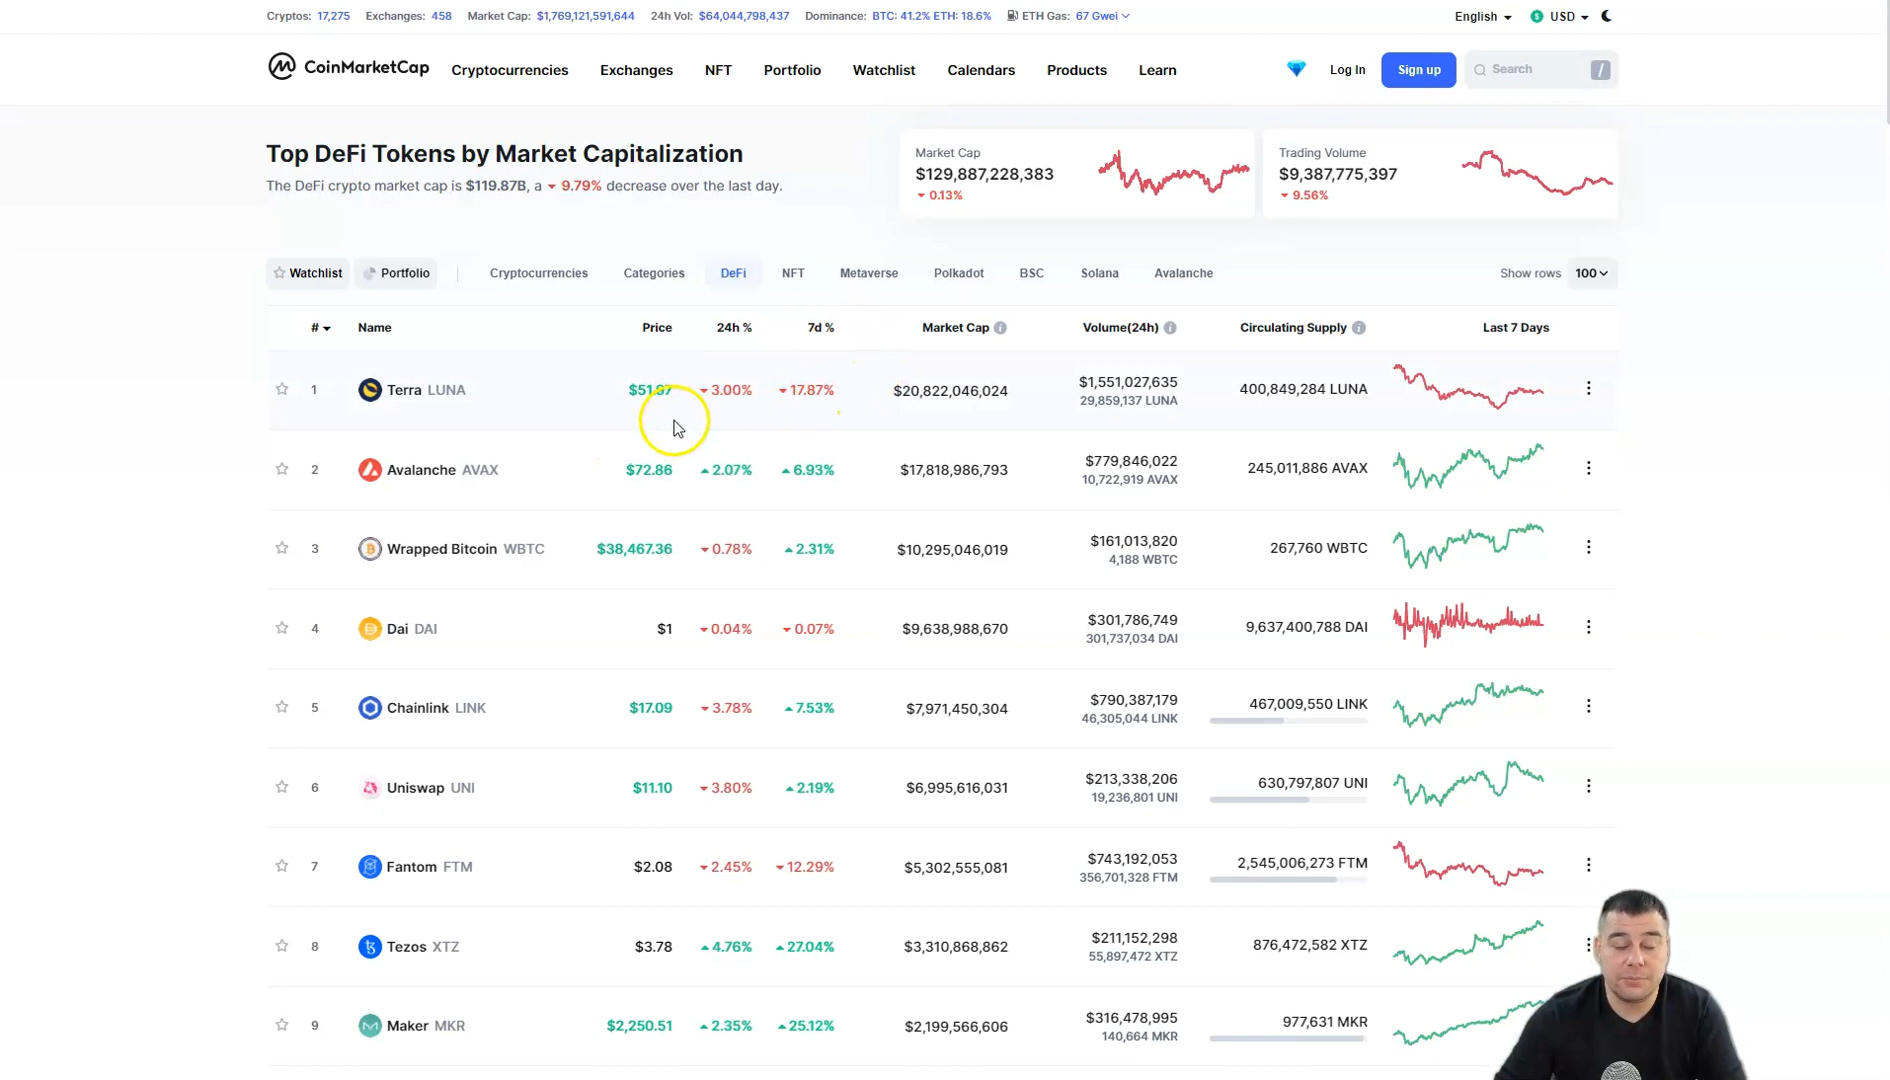 Cryptos: 17,275 Exchanges: 458 Market Cap: $1,769,121,591,644 24h Vol: $64,044,798,437 Dominance: BTC: 41.2% ETH: 18.6% ETH Gas: 67 Gwei English USD
CoinMarketCap Cryptocurrencies Exchanges NFT Portfolio Watchlist Calendars Products Learn Log In Sign up Search /
Top DeFi Tokens by Market Capitalization
The DeFi crypto market cap is $119.87B, a 9.79% decrease over the last day.
Market Cap
$129,887,228,383
0.13%
Trading Volume
$9,387,775,397
9.56%
Watchlist Portfolio Cryptocurrencies Categories DeFi NFT Metaverse Polkadot BSC Solana Avalanche Show rows 100
# Name Price 24h % 7d % Market Cap Volume(24h) Circulating Supply Last 7 Days
1 Terra LUNA $51.97 3.00% 17.87% $20,822,046,024 $1,551,027,635 400,849,284 LUNA
29,859,137 LUNA
2 Avalanche AVAX $72.86 2.07% 6.93% $17,818,986,793 $779,846,022 245,011,886 AVAX
10,722,919 AVAX
3 Wrapped Bitcoin WBTC $38,467.36 0.78% 2.31% $10,295,046,019 $161,013,820 267,760 WBTC
4,188 WBTC
4 Dai DAI $1 0.04% 0.07% $9,638,988,670 $301,786,749 9,637,400,788 DAI
301,737,034 DAI
5 Chainlink LINK $17.09 3.78% 7.53% $7,971,450,304 $790,387,179 467,009,550 LINK
46,305,044 LINK
6 Uniswap UNI $11.10 3.80% 2.19% $6,995,616,031 $213,338,206 630,797,807 UNI
19,236,801 UNI
7 Fantom FTM $2.08 2.45% 12.29% $5,302,555,081 $743,192,053 2,545,006,273 FTM
356,701,328 FTM
8 Tezos XTZ $3.78 4.76% 27.04% $3,310,868,862 $211,152,298 876,472,582 XTZ
55,897,472 XTZ
9 Maker MKR $2,250.51 2.35% 25.12% $2,199,566,606 $316,478,995 977,631 MKR
140,664 MKR